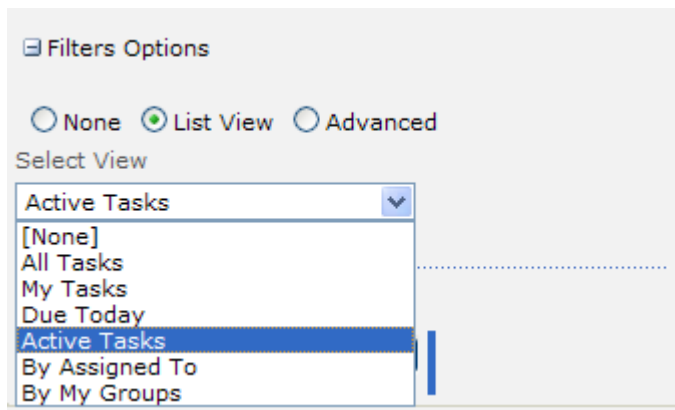 Filters Options
None List View Advanced
Select View
Active Tasks
[None]
All Tasks
My Tasks
Due Today
Active Tasks
By Assigned To
By My Groups